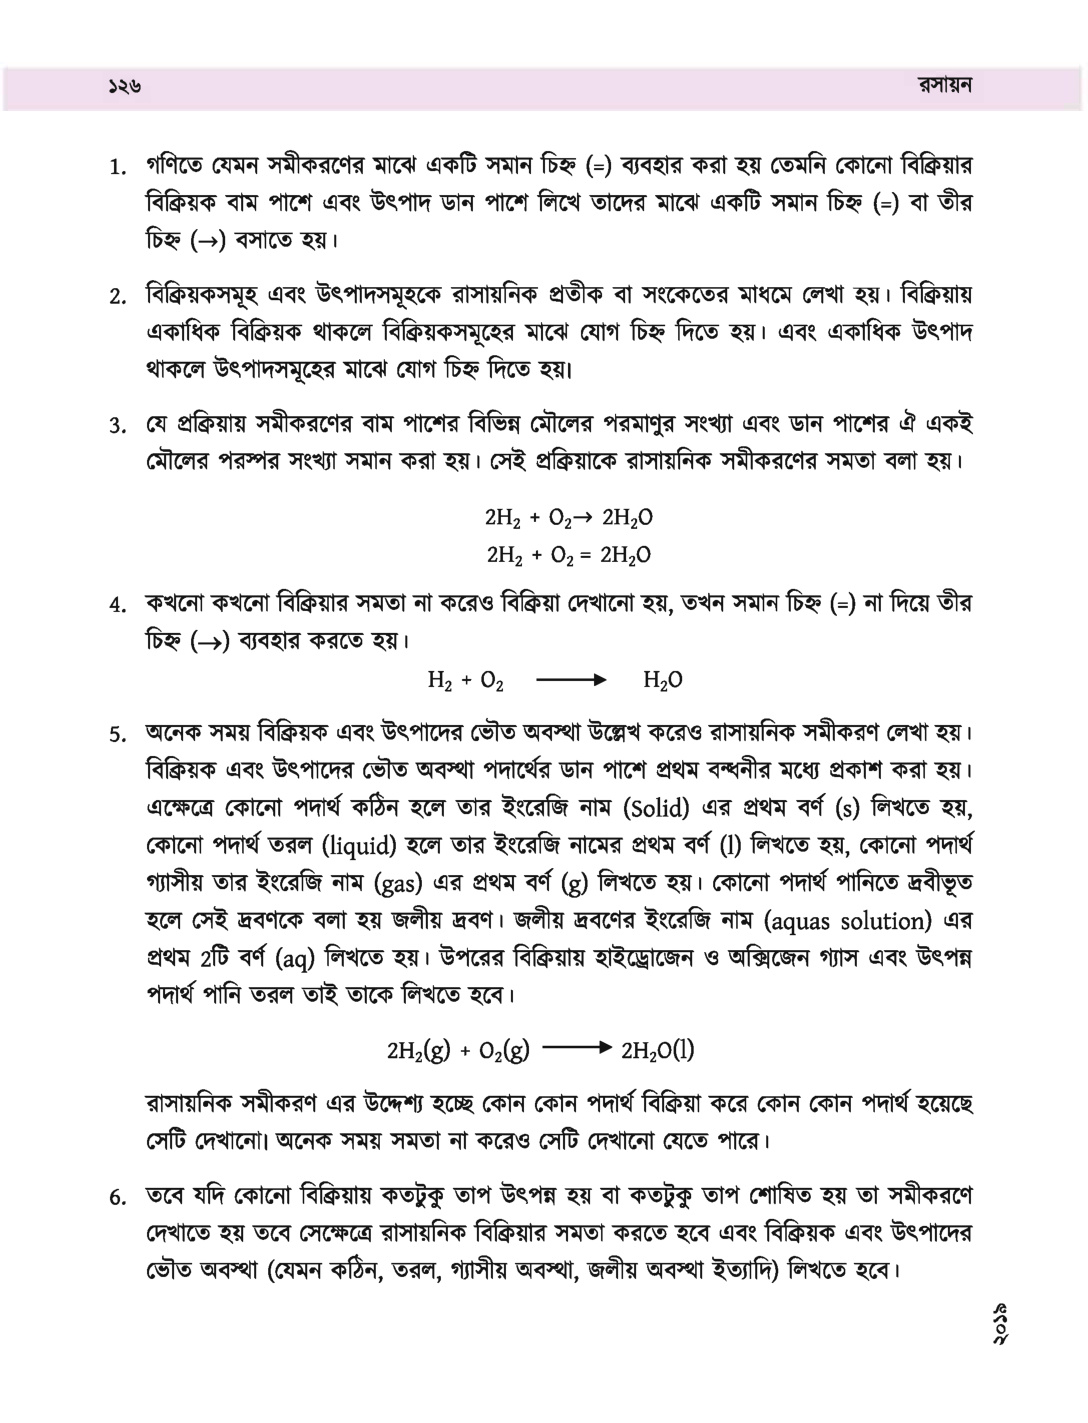 ১২৬ রসায়ন
1. গণিতে যেমন সমীকরণের মাঝে একটি সমান চিহ্ন (=) ব্যবহার করা হয় তেমনি কোনো বিক্রিয়ার
বিক্রিয়ক বাম পাশে এবং উৎপাদ ডান পাশে লিখে তাদের মাঝে একটি সমান চিহ্ন (=) বা তীর
চিহ্ন (→) বসাতে হয়।
2. বিক্রিয়কসমূহ এবং উৎপাদসমূহকে রাসায়নিক প্রতীক বা সংকেতের মাধমে লেখা হয়। বিক্রিয়ায়
একাধিক বিক্রিয়ক থাকলে বিক্রিয়কসমূহের মাঝে যোগ চিহ্ন দিতে হয়। এবং একাধিক উৎপাদ
থাকলে উৎপাদসমূহের মাঝে যোগ চিহ্ন দিতে হয়।
3. যে প্রক্রিয়ায় সমীকরণের বাম পাশের বিভিন্ন মৌলের পরমাণুর সংখ্যা এবং ডান পাশের ঐ একই
মৌলের পরস্পর সংখ্যা সমান করা হয়। সেই প্রক্রিয়াকে রাসায়নিক সমীকরণের সমতা বলা হয়।
2H₂ + O₂→ 2H₂O
2H₂ + O₂ = 2H₂O
4. কখনো কখনো বিক্রিয়ার সমতা না করেও বিক্রিয়া দেখানো হয়, তখন সমান চিহ্ন (=) না দিয়ে তীর
চিহ্ন (→) ব্যবহার করতে হয়।
H₂ + O₂ ⟶ H₂O
5. অনেক সময় বিক্রিয়ক এবং উৎপাদের ভৌত অবস্থা উল্লেখ করেও রাসায়নিক সমীকরণ লেখা হয়।
বিক্রিয়ক এবং উৎপাদের ভৌত অবস্থা পদার্থের ডান পাশে প্রথম বন্ধনীর মধ্যে প্রকাশ করা হয়।
এক্ষেত্রে কোনো পদার্থ কঠিন হলে তার ইংরেজি নাম (Solid) এর প্রথম বর্ণ (s) লিখতে হয়,
কোনো পদার্থ তরল (liquid) হলে তার ইংরেজি নামের প্রথম বর্ণ (l) লিখতে হয়, কোনো পদার্থ
গ্যাসীয় তার ইংরেজি নাম (gas) এর প্রথম বর্ণ (g) লিখতে হয়। কোনো পদার্থ পানিতে দ্রবীভূত
হলে সেই দ্রবণকে বলা হয় জলীয় দ্রবণ। জলীয় দ্রবণের ইংরেজি নাম (aquas solution) এর
প্রথম 2টি বর্ণ (aq) লিখতে হয়। উপরের বিক্রিয়ায় হাইড্রোজেন ও অক্সিজেন গ্যাস এবং উৎপন্ন
পদার্থ পানি তরল তাই তাকে লিখতে হবে।
2H₂(g) + O₂(g) ⟶ 2H₂O(l)
রাসায়নিক সমীকরণ এর উদ্দেশ্য হচ্ছে কোন কোন পদার্থ বিক্রিয়া করে কোন কোন পদার্থ হয়েছে
সেটি দেখানো। অনেক সময় সমতা না করেও সেটি দেখানো যেতে পারে।
6. তবে যদি কোনো বিক্রিয়ায় কতটুকু তাপ উৎপন্ন হয় বা কতটুকু তাপ শোষিত হয় তা সমীকরণে
দেখাতে হয় তবে সেক্ষেত্রে রাসায়নিক বিক্রিয়ার সমতা করতে হবে এবং বিক্রিয়ক এবং উৎপাদের
ভৌত অবস্থা (যেমন কঠিন, তরল, গ্যাসীয় অবস্থা, জলীয় অবস্থা ইত্যাদি) লিখতে হবে।
২০১৯